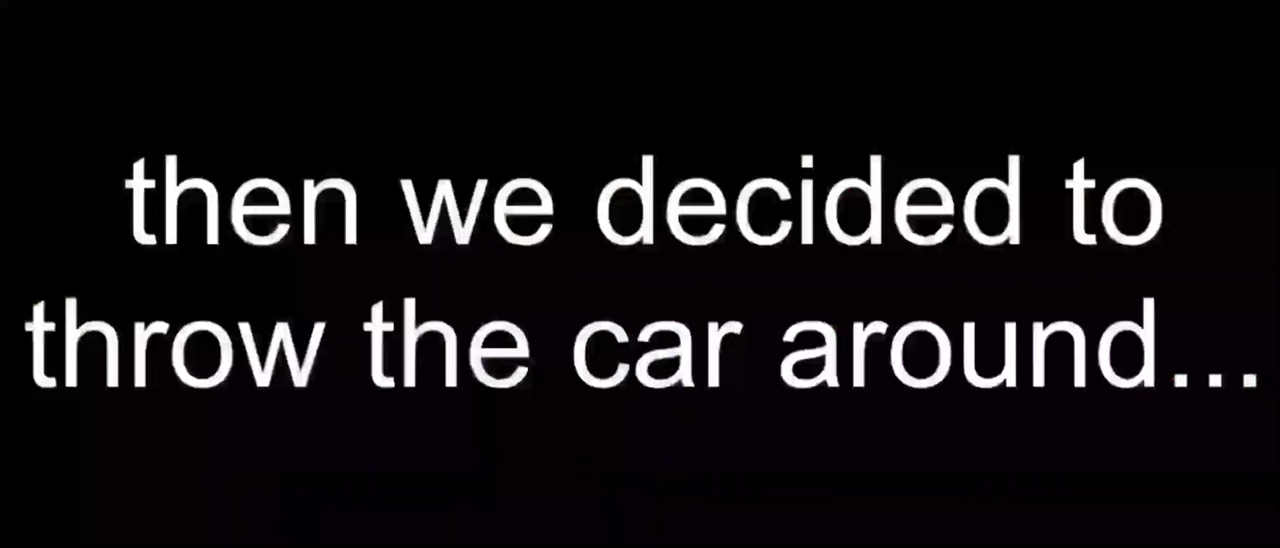 then we decided to
throw the car around...